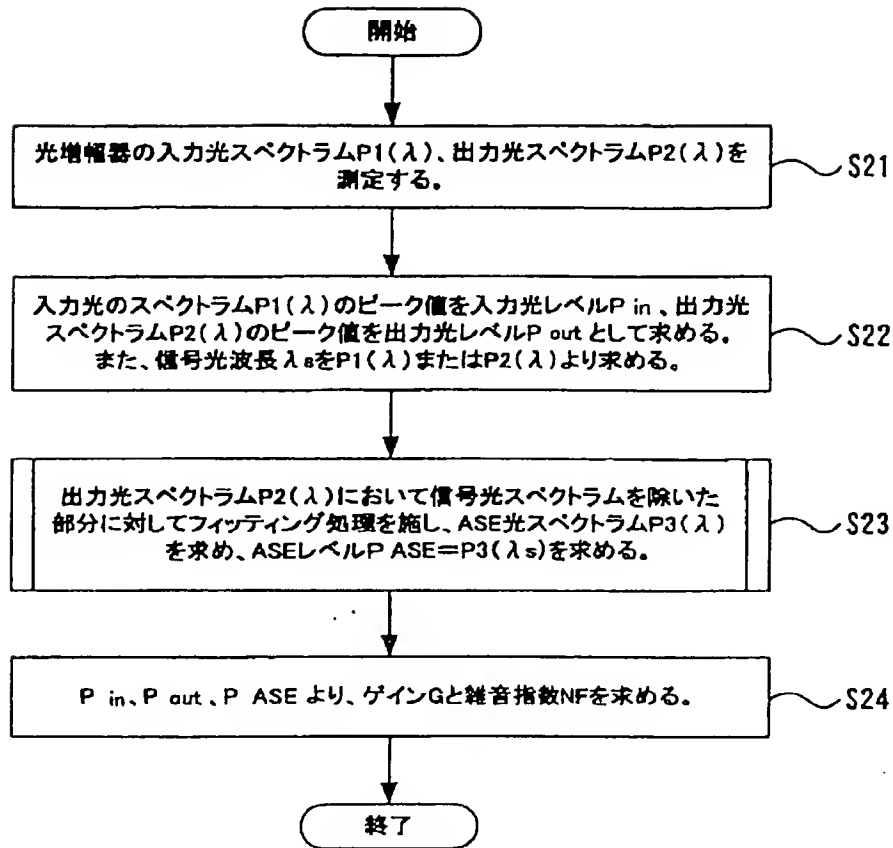 開始
光増幅器の入力光スペクトラムP1(λ)、出力光スペクトラムP2(λ)を
測定する。
S21
入力光のスペクトラムP1(λ)のピーク値を入力光レベルP in、出力光
スペクトラムP2(λ)のピーク値を出力光レベルP out として求める。
また、信号光波長λsをP1(λ)またはP2(λ)より求める。
S22
出力光スペクトラムP2(λ)において信号光スペクトラムを除いた
部分に対してフィッティング処理を施し、ASE光スペクトラムP3(λ)
を求め、ASEレベルP ASE=P3(λs)を求める。
S23
P in、P out、P ASE より、ゲインGと雑音指数NFを求める。
S24
終了